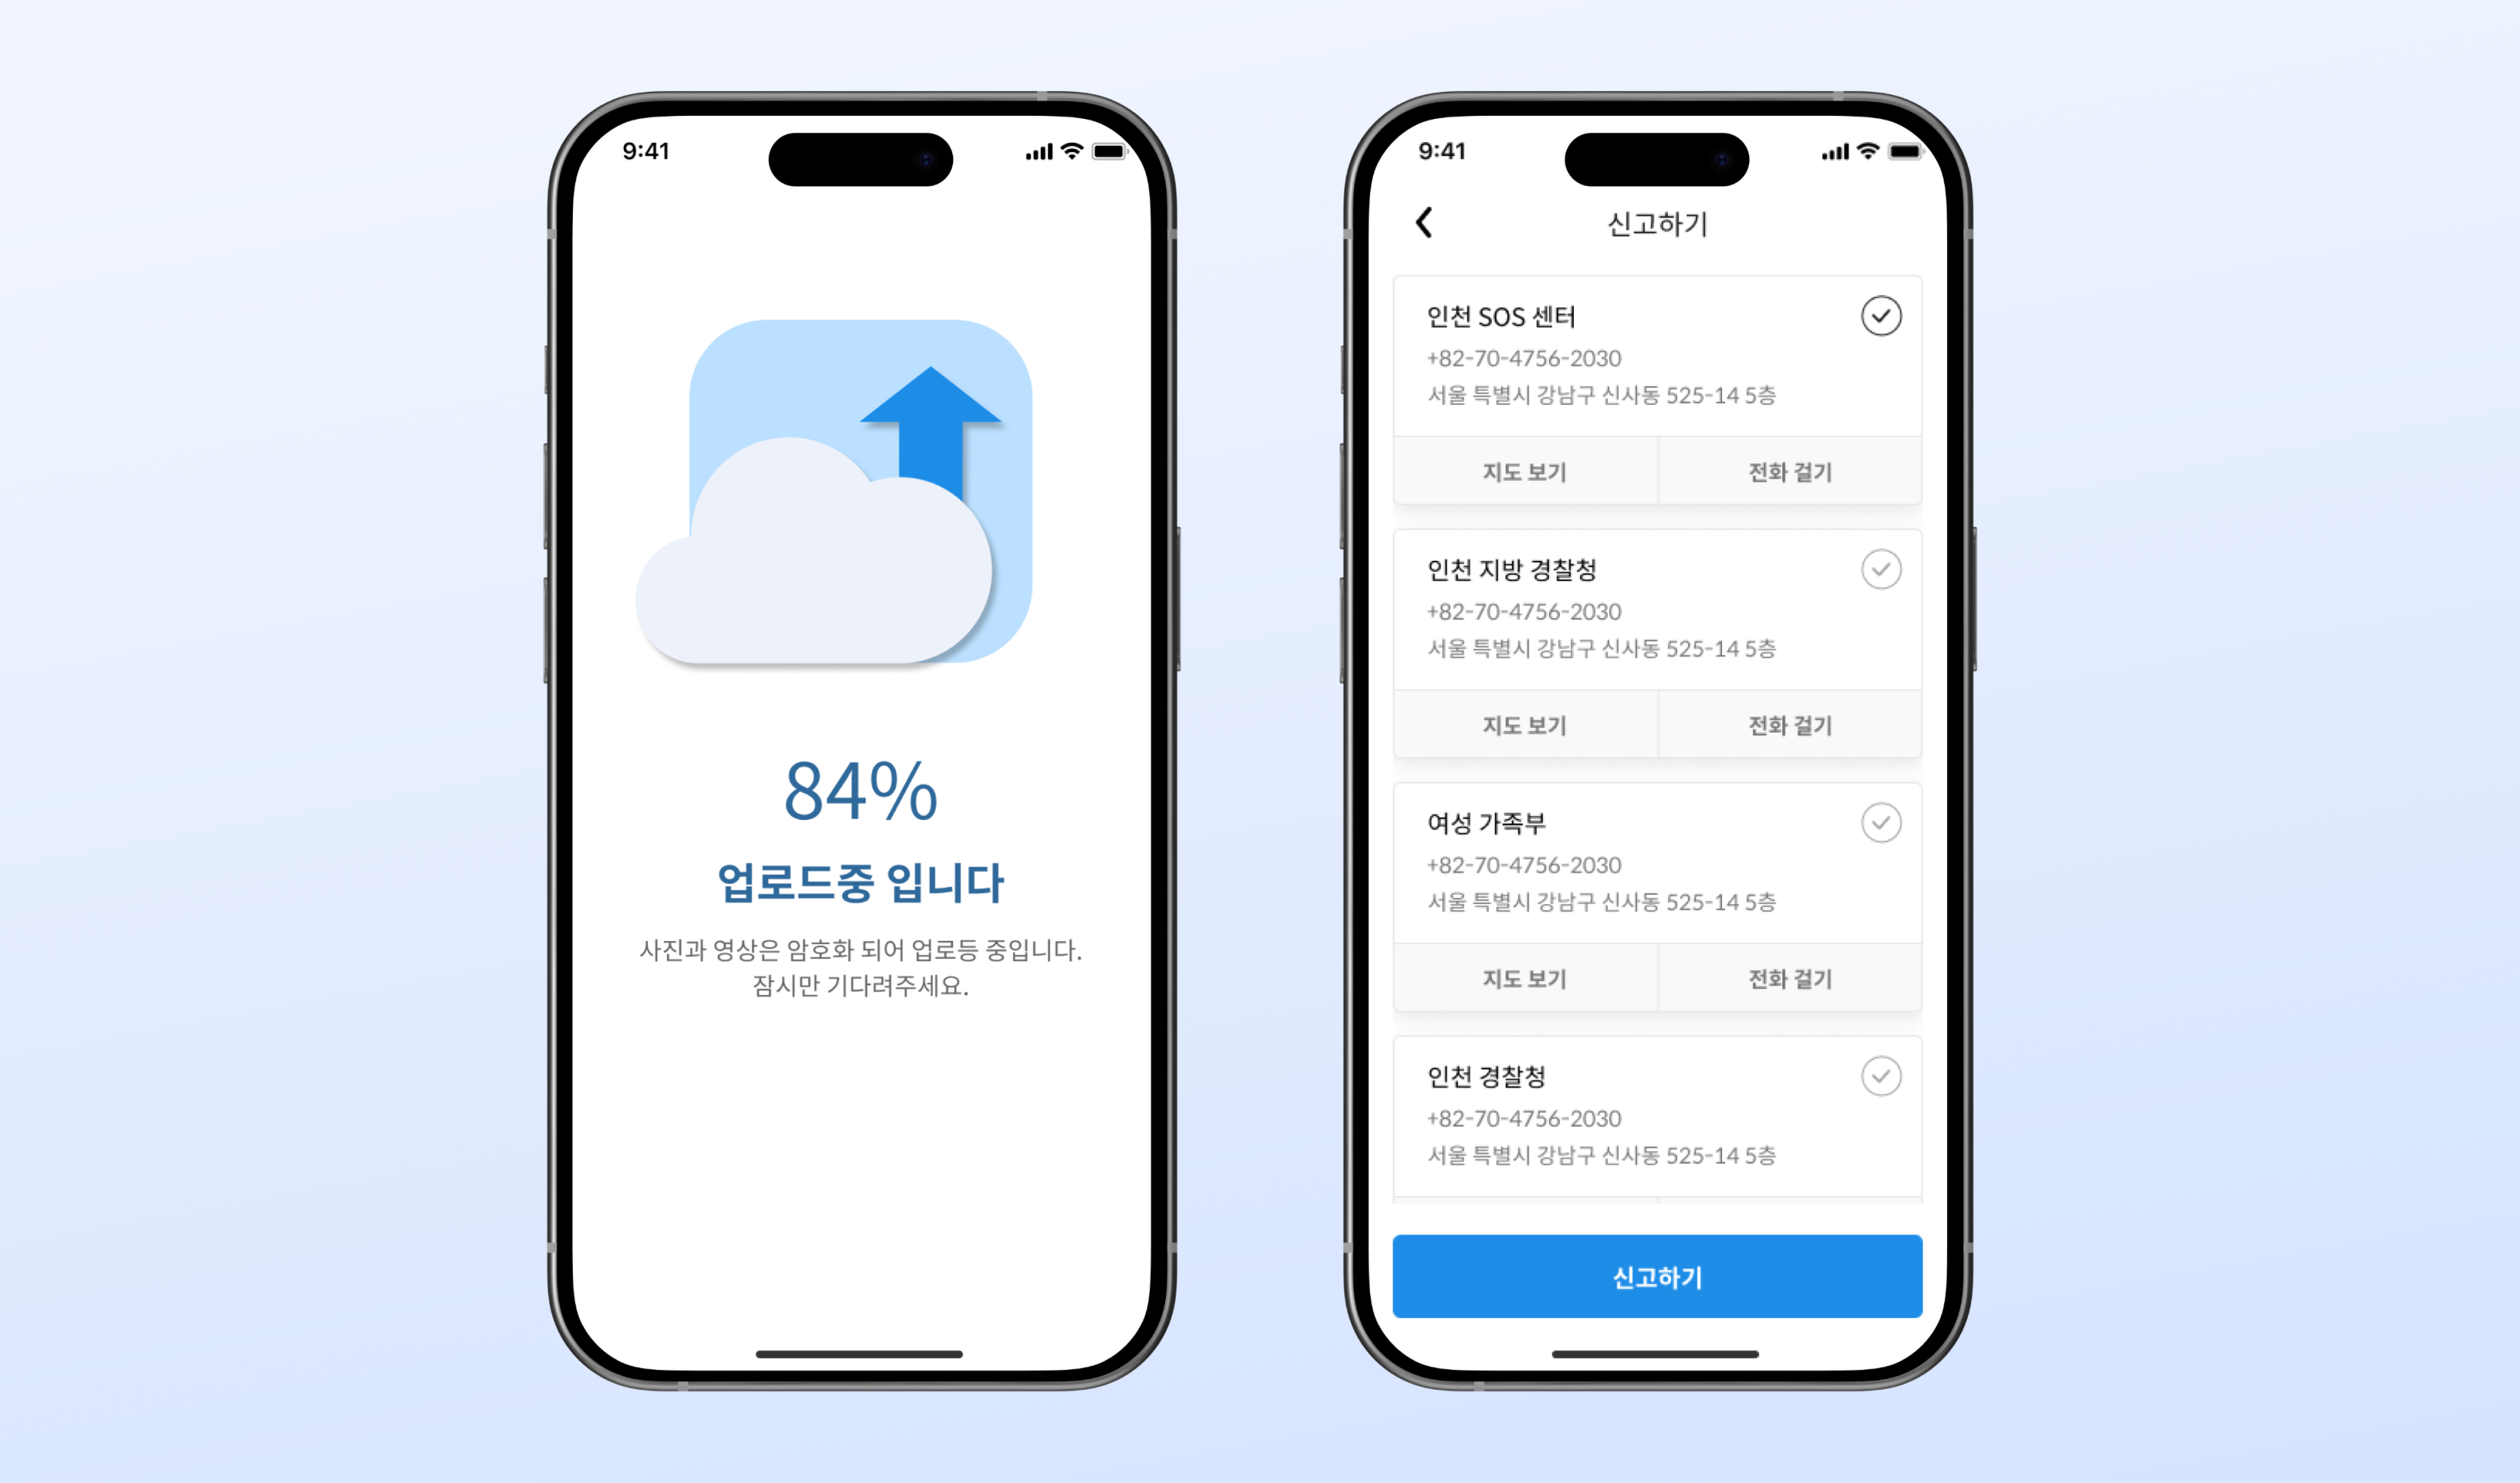 9:41
84%
업로드중 입니다
사진과 영상은 암호화 되어 업로등 중입니다.
잠시만 기다려주세요.
9:41
신고하기
인천 SOS 센터
+82-70-4756-2030
서울 특별시 강남구 신사동 525-14 5층
지도 보기
전화 걸기
인천 지방 경찰청
+82-70-4756-2030
서울 특별시 강남구 신사동 525-14 5층
지도 보기
전화 걸기
여성 가족부
+82-70-4756-2030
서울 특별시 강남구 신사동 525-14 5층
지도 보기
전화 걸기
인천 경찰청
+82-70-4756-2030
서울 특별시 강남구 신사동 525-14 5층
신고하기